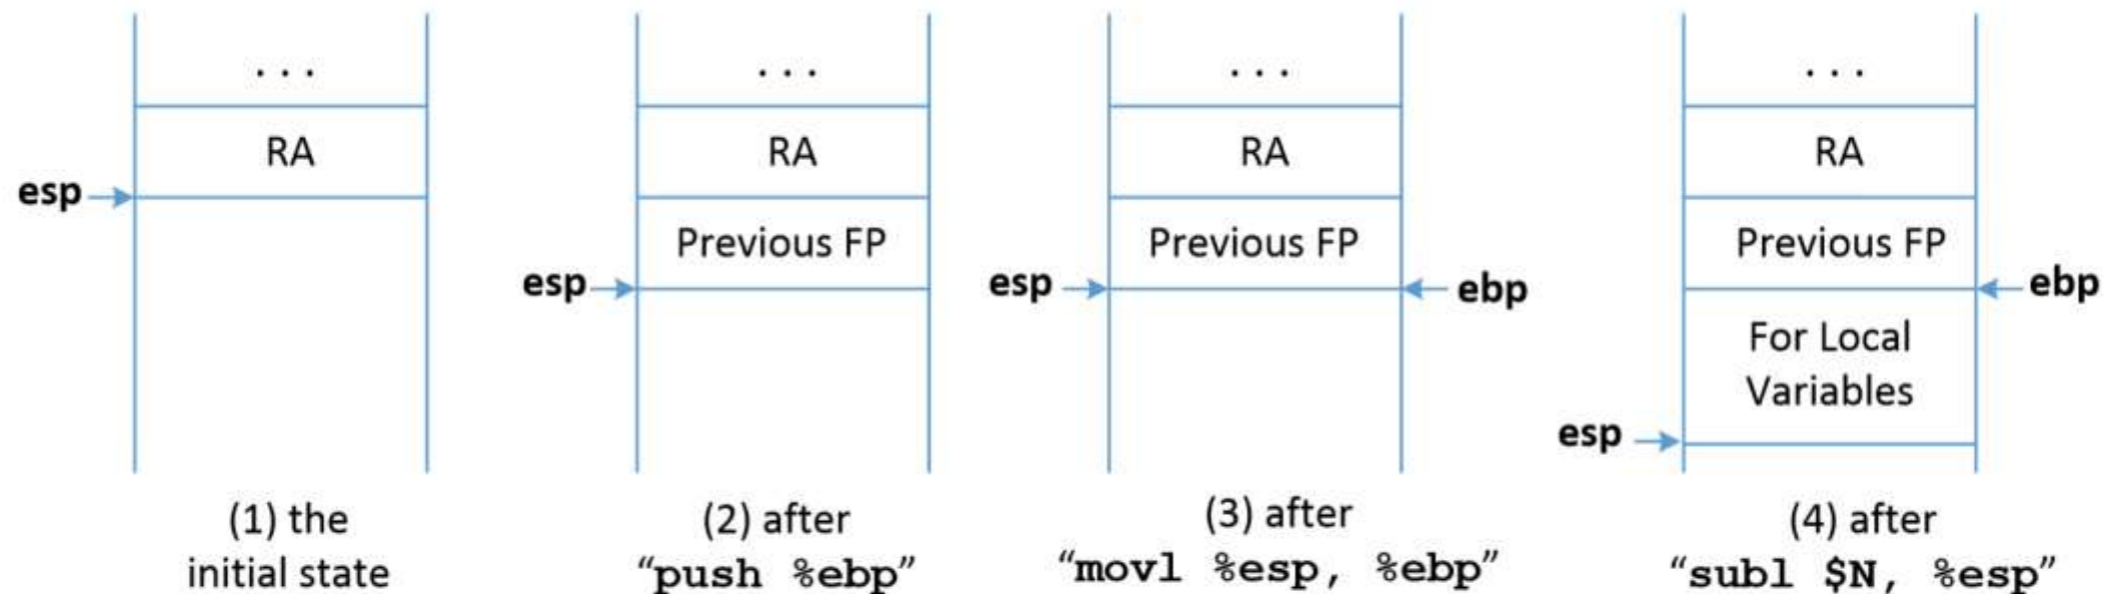 . . .
RA
esp
(1) the
initial state
. . .
RA
Previous FP
esp
(2) after
“push %ebp”
. . .
RA
Previous FP
esp
ebp
(3) after
“movl %esp, %ebp”
. . .
RA
Previous FP
ebp
For Local
Variables
esp
(4) after
“subl $N, %esp”